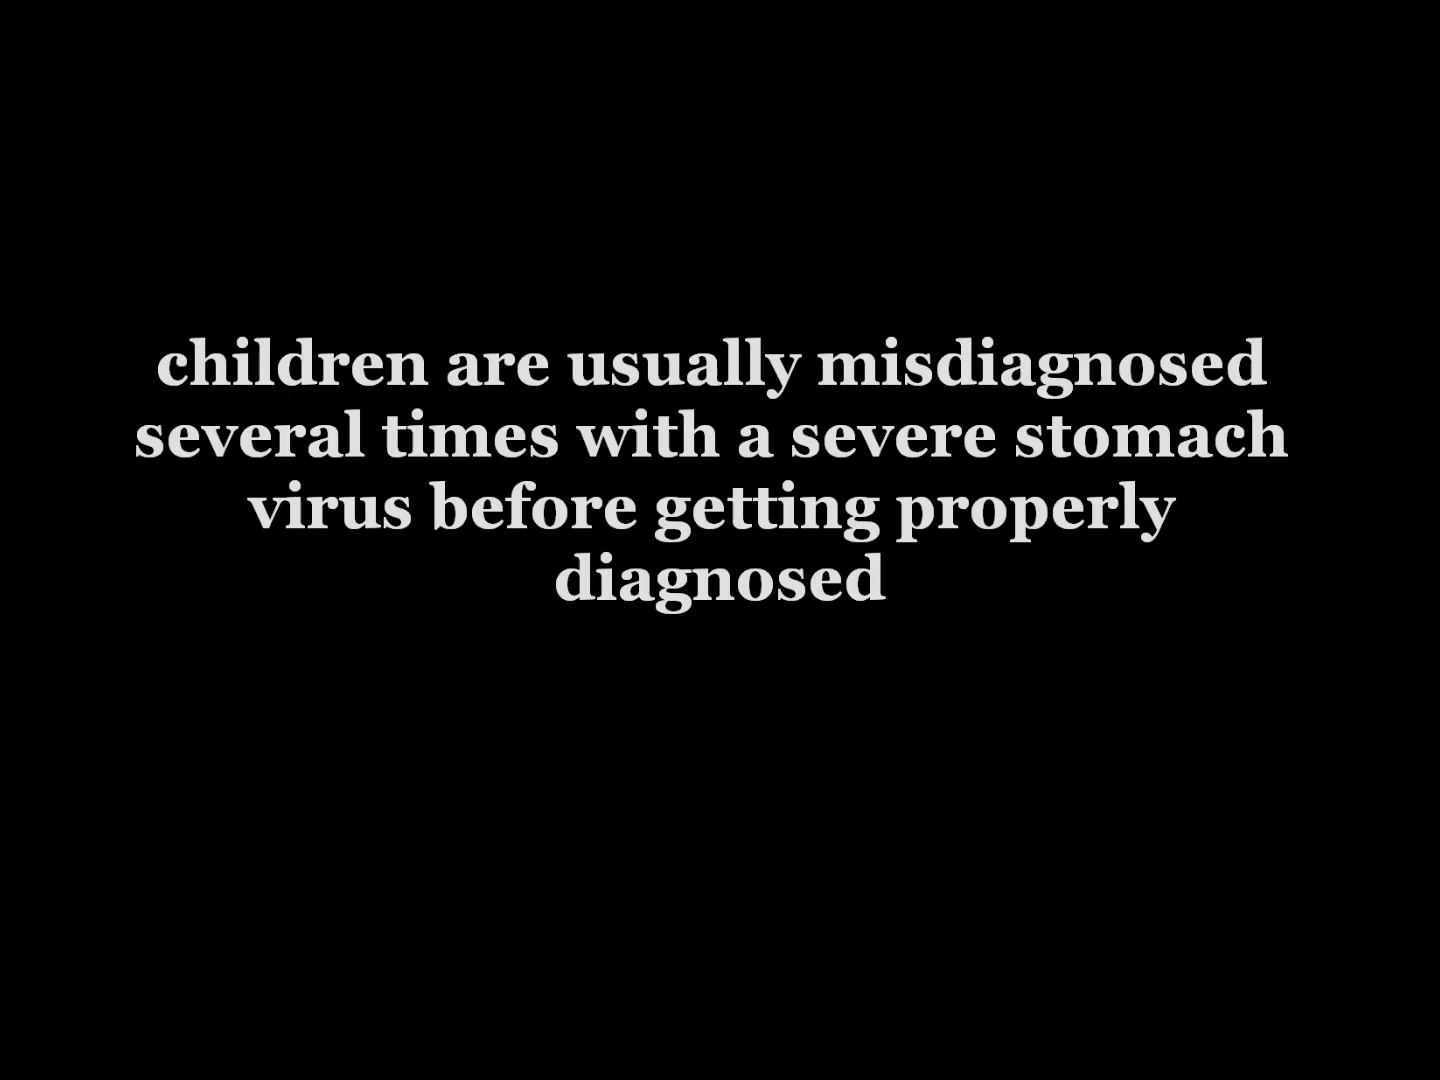 children are usually misdiagnosed
several times with a severe stomach
virus before getting properly
diagnosed